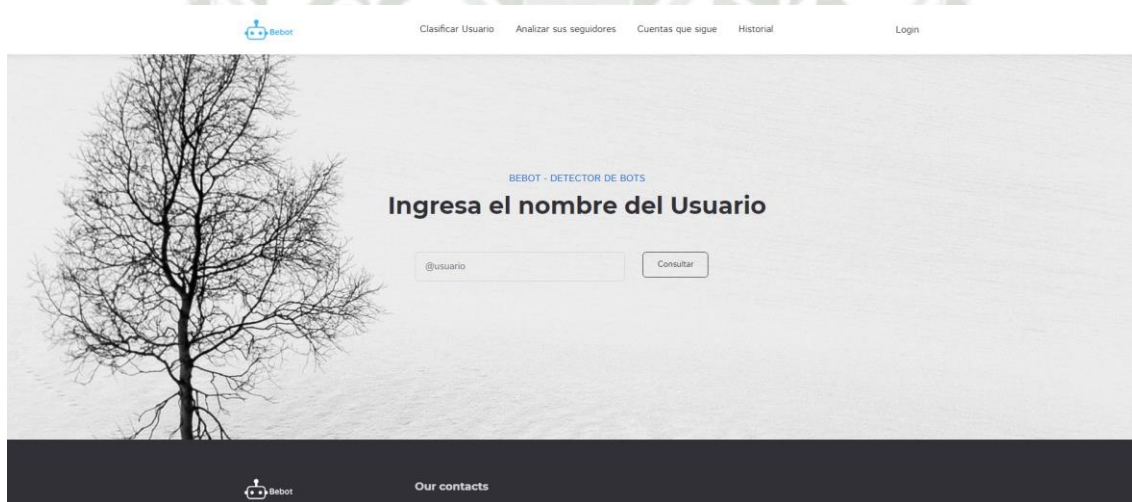 Bebot
Clasificar Usuario Analizar sus seguidores Cuentas que sigue Historial Login
BEBOT - DETECTOR DE BOTS
Ingresa el nombre del Usuario
@usuario
Consultar
Bebot
Our contacts